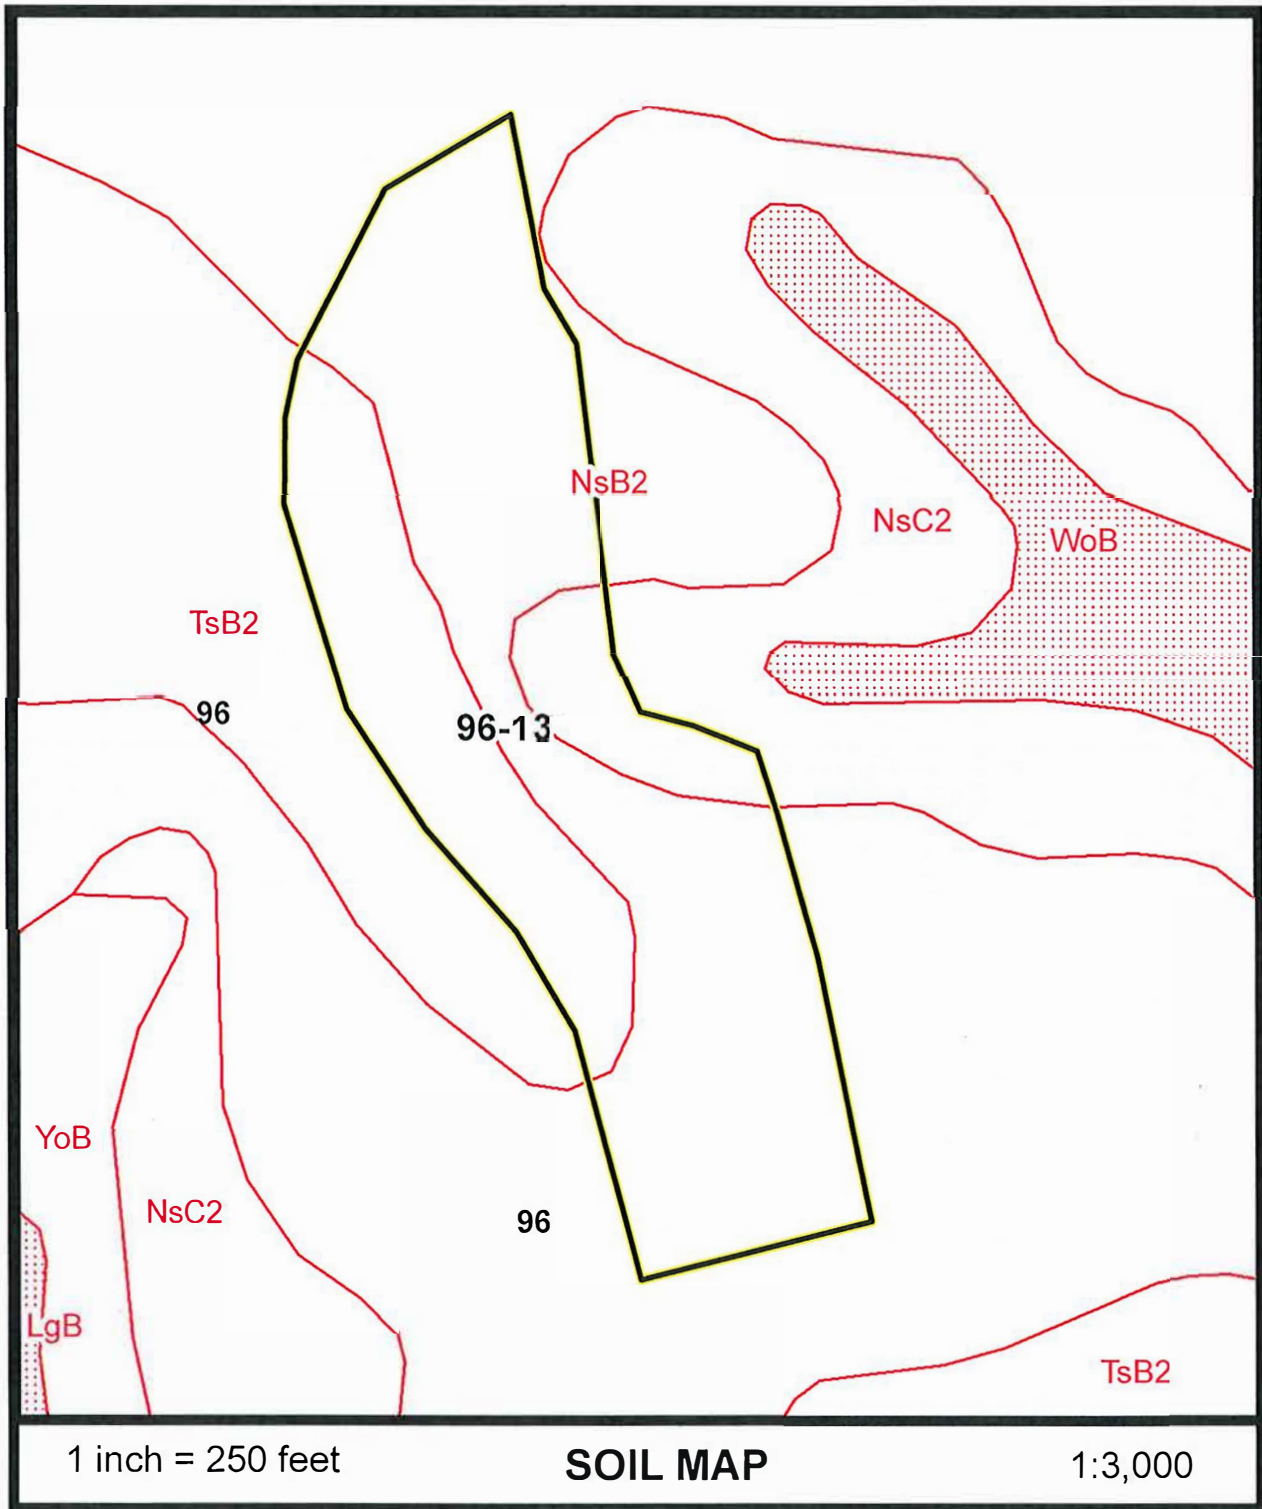 NsB2
NsC2
WoB
TsB2
96
96-13
YoB
NsC2
96
LgB
TsB2
1 inch = 250 feet
SOIL MAP
1:3,000